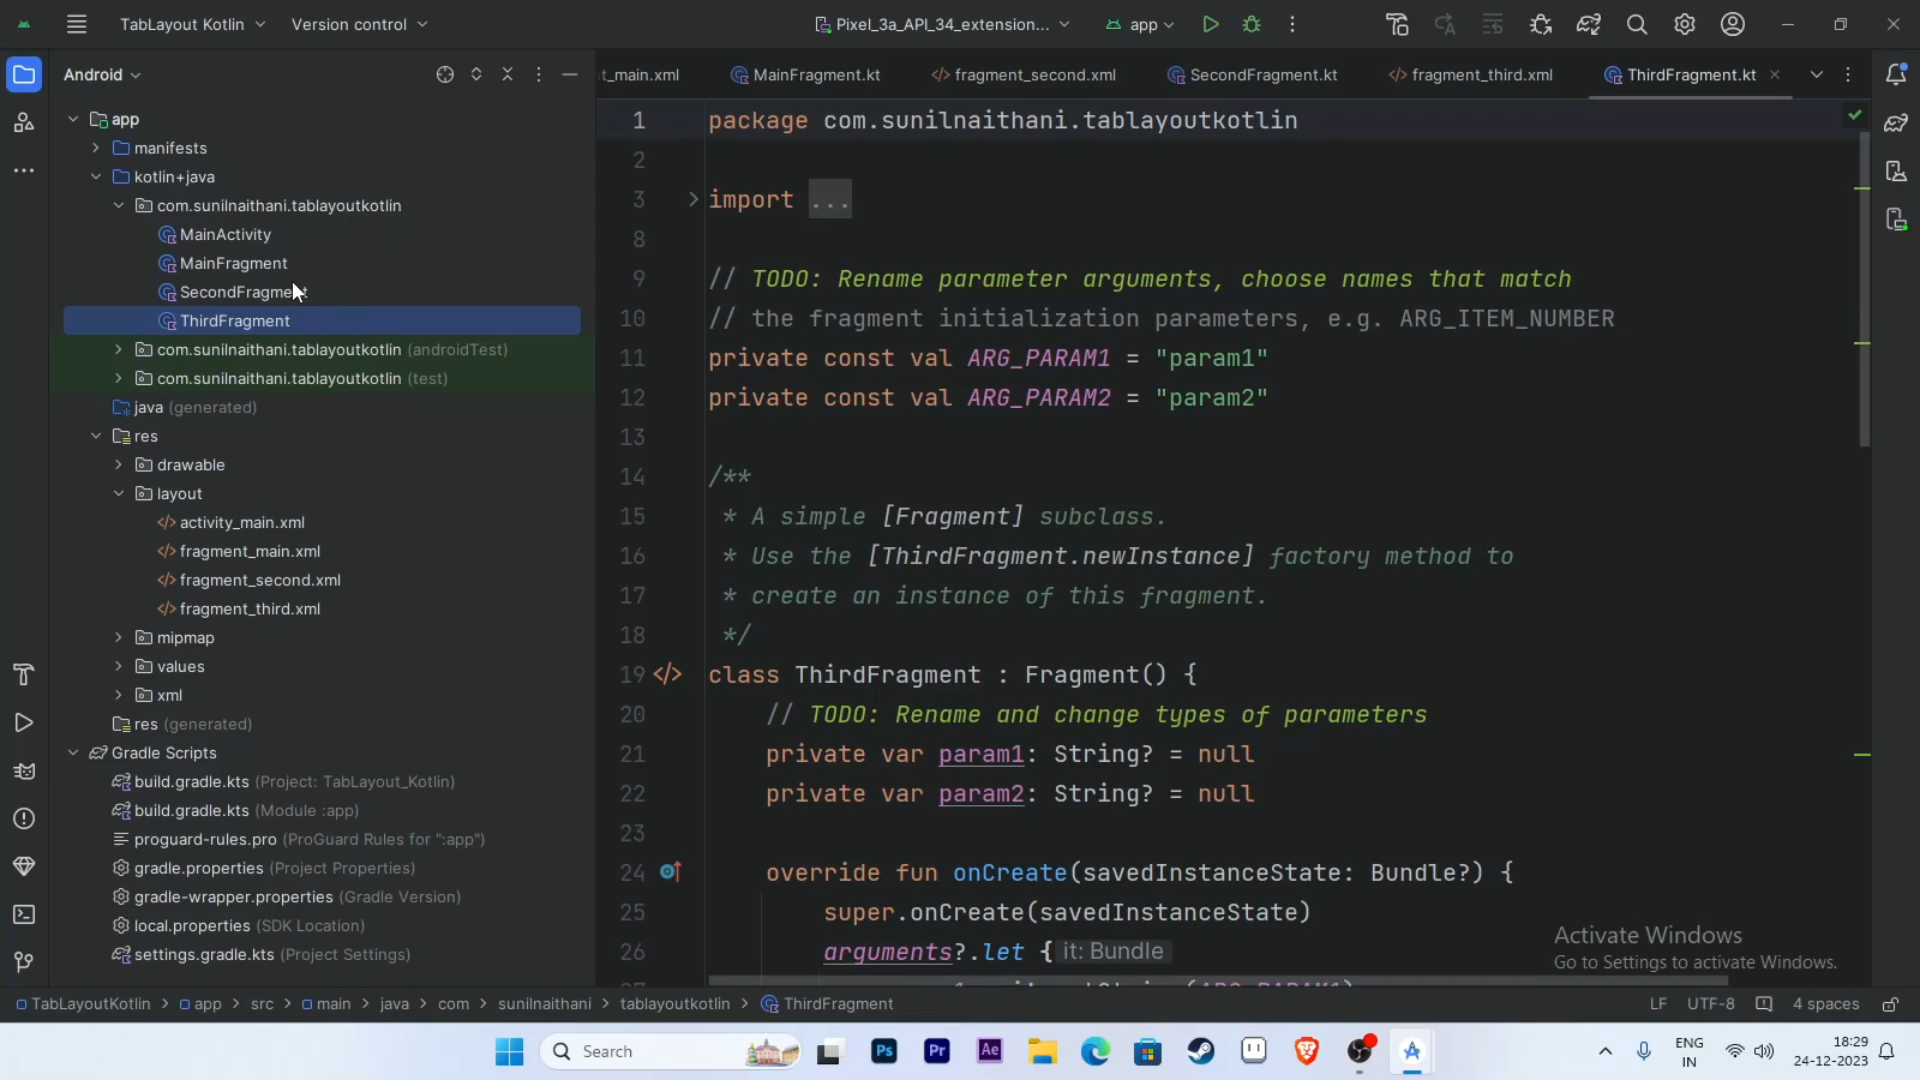 TabLayout Kotlin
Version control
Pixel_3a_API_34_extension...
app
Android
t_main.xml
MainFragment.kt
fragment_second.xml
SecondFragment.kt
fragment_third.xml
ThirdFragment.kt
app
manifests
kotlin+java
com.sunilnaithani.tablayoutkotlin
MainActivity
MainFragment
SecondFragment
ThirdFragment
com.sunilnaithani.tablayoutkotlin (androidTest)
com.sunilnaithani.tablayoutkotlin (test)
java (generated)
res
drawable
layout
activity_main.xml
fragment_main.xml
fragment_second.xml
fragment_third.xml
mipmap
values
xml
res (generated)
Gradle Scripts
build.gradle.kts (Project: TabLayout_Kotlin)
build.gradle.kts (Module :app)
proguard-rules.pro (ProGuard Rules for ":app")
gradle.properties (Project Properties)
gradle-wrapper.properties (Gradle Version)
local.properties (SDK Location)
settings.gradle.kts (Project Settings)
1 package com.sunilnaithani.tablayoutkotlin
2
3 import ...
8
9 // TODO: Rename parameter arguments, choose names that match
10 // the fragment initialization parameters, e.g. ARG_ITEM_NUMBER
11 private const val ARG_PARAM1 = "param1"
12 private const val ARG_PARAM2 = "param2"
13
14 /**
15 * A simple [Fragment] subclass.
16 * Use the [ThirdFragment.newInstance] factory method to
17 * create an instance of this fragment.
18 */
19 class ThirdFragment : Fragment() {
20 // TODO: Rename and change types of parameters
21 private var param1: String? = null
22 private var param2: String? = null
23
24 override fun onCreate(savedInstanceState: Bundle?) {
25 super.onCreate(savedInstanceState)
26 arguments?.let { it: Bundle
Activate Windows
Go to Settings to activate Windows.
TabLayoutKotlin > app > src > main > java > com > sunilnaithani > tablayoutkotlin > ThirdFragment
LF UTF-8 4 spaces
Search
Ps
Pr
Ae
ENG
IN
18:29
24-12-2023